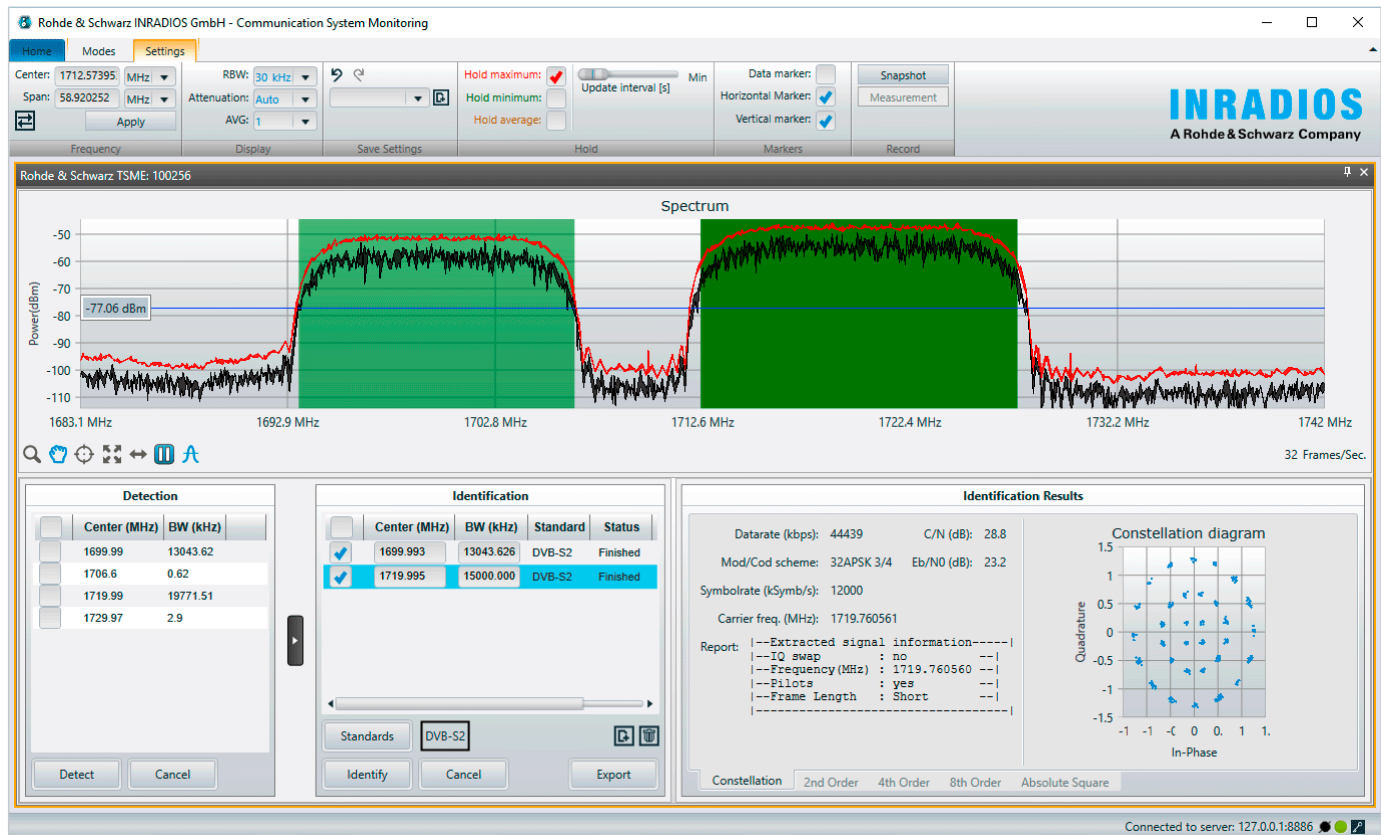 Rohde & Schwarz INRADIOS GmbH - Communication System Monitoring
Home Modes Settings
Center: 1712.57395 MHz RBW: 30 kHz Hold maximum: Min Data marker: Snapshot
Span: 58.920252 MHz Attenuation: Auto Hold minimum: Update interval [s] Horizontal Marker: Measurement
Apply AVG: 1 Hold average: Vertical marker:
Frequency Display Save Settings Hold Markers Record
INRADIOS
A Rohde & Schwarz Company
Rohde & Schwarz TSME: 100256
Spectrum
Power(dBm)
-50
-60
-70
-77.06 dBm
-80
-90
-100
-110
1683.1 MHz 1692.9 MHz 1702.8 MHz 1712.6 MHz 1722.4 MHz 1732.2 MHz 1742 MHz
32 Frames/Sec.
Detection
Center (MHz) BW (kHz)
1699.99 13043.62
1706.6 0.62
1719.99 19771.51
1729.97 2.9
Detect Cancel
Identification
Center (MHz) BW (kHz) Standard Status
1699.993 13043.626 DVB-S2 Finished
1719.995 15000.000 DVB-S2 Finished
Standards DVB-S2
Identify Cancel Export
Identification Results
Datarate (kbps): 44439 C/N (dB): 28.8
Mod/Cod scheme: 32APSK 3/4 Eb/N0 (dB): 23.2
Symbolrate (kSymb/s): 12000
Carrier freq. (MHz): 1719.760561
Report: |--Extracted signal information-----|
|--IQ swap : no --|
|--Frequency(MHz) : 1719.760560 --|
|--Pilots : yes --|
|--Frame Length : Short --|
|-----------------------------------|
Constellation diagram
Quadrature
1.5
1
0.5
0
-0.5
-1
-1.5
-1 -1 -( 0 0. 1 1.
In-Phase
Constellation 2nd Order 4th Order 8th Order Absolute Square
Connected to server: 127.0.0.1:8886